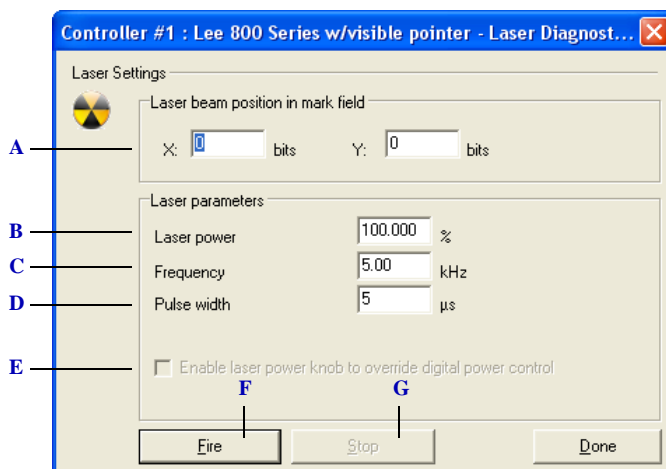 Controller #1 : Lee 800 Series w/visible pointer - Laser Diagnost...
Laser Settings
Laser beam position in mark field
A X: 0 bits Y: 0 bits
Laser parameters
B Laser power 100.000 %
C Frequency 5.00 kHz
D Pulse width 5 µs
E Enable laser power knob to override digital power control
F G
Fire Stop Done